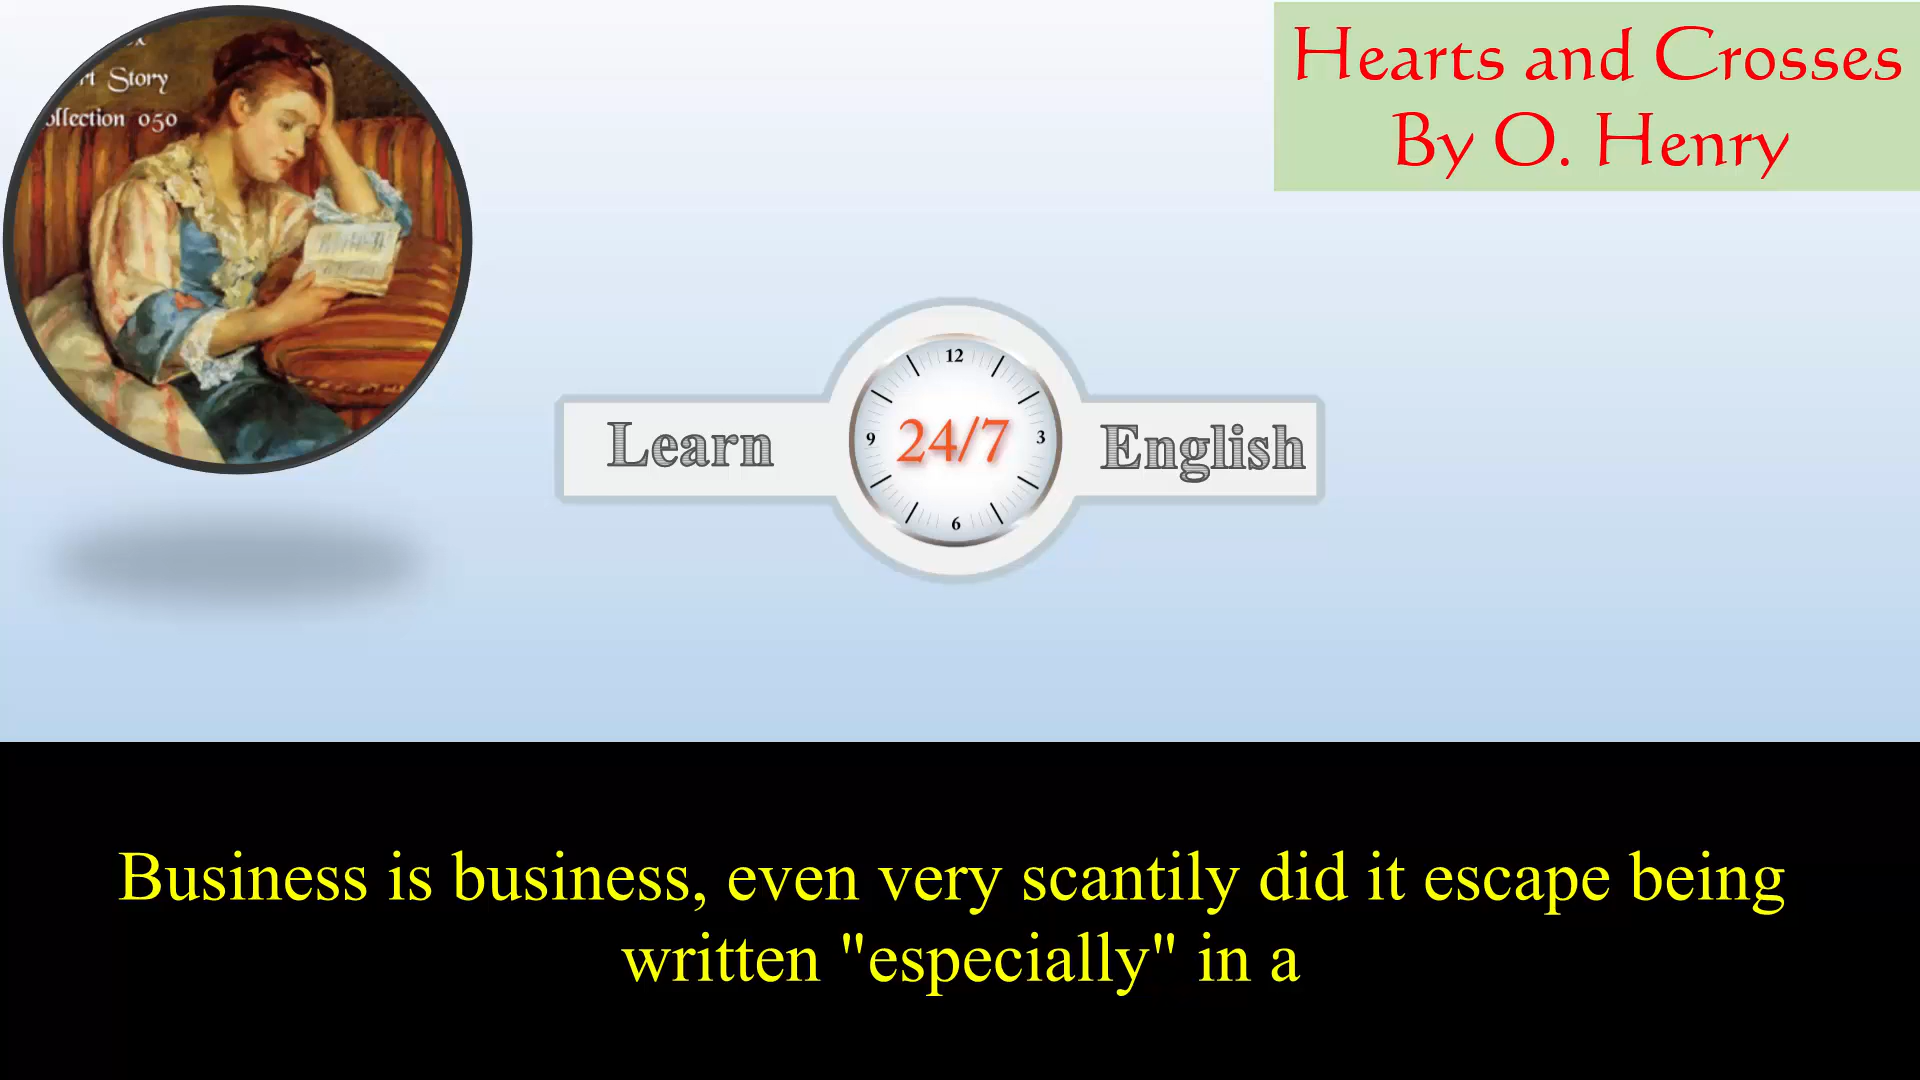 rt Story
ollection 050
Hearts and Crosses
By O. Henry
12
9
3
6
Learn
24/7
English
Business is business, even very scantily did it escape being
written "especially" in a